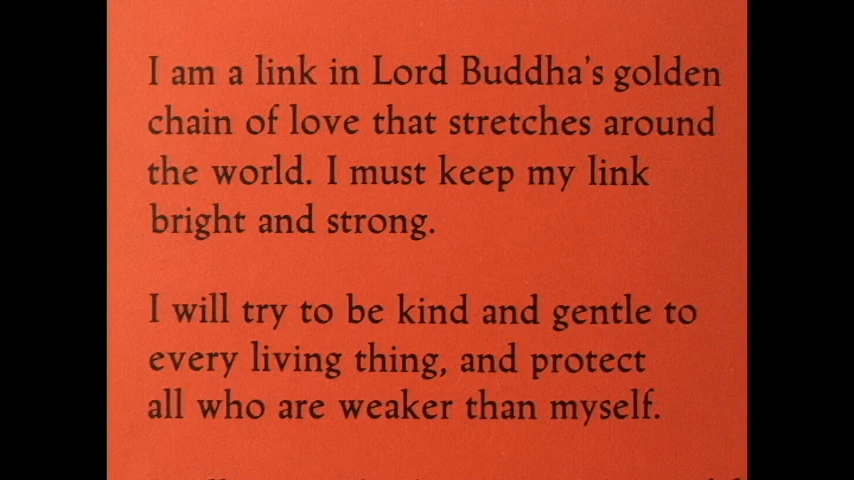 I am a link in Lord Buddha's golden
chain of love that stretches around
the world. I must keep my link
bright and strong.
I will try to be kind and gentle to
every living thing, and protect
all who are weaker than myself.